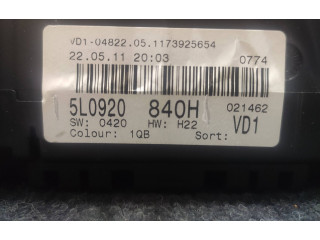 VD1-04822.05.1173925654
22.05.11 20:03 0774
5L0920 840H 021462
SW: 0420 HW: H22 VD1
Colour: 1QB Sort: